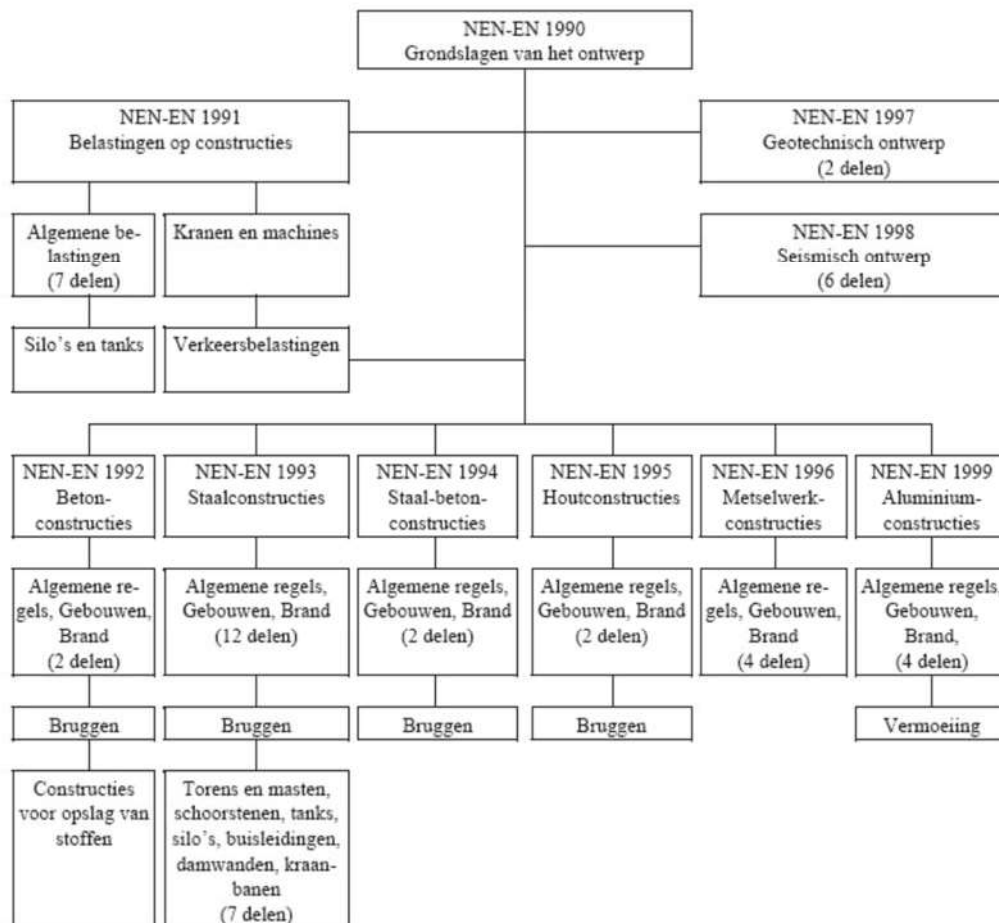 NEN-EN 1990
Grondslagen van het ontwerp
NEN-EN 1991
Belastingen op constructies
NEN-EN 1997
Geotechnisch ontwerp
(2 delen)
Algemene be-
lastingen
(7 delen)
Kranen en machines
NEN-EN 1998
Seismisch ontwerp
(6 delen)
Silo's en tanks
Verkeersbelastingen
NEN-EN 1992
Beton-
constructies
NEN-EN 1993
Staalconstructies
NEN-EN 1994
Staal-beton-
constructies
NEN-EN 1995
Houtconstructies
NEN-EN 1996
Metselwerk-
constructies
NEN-EN 1999
Aluminium-
constructies
Algemene re-
gels, Gebouwen,
Brand
(2 delen)
Algemene regels,
Gebouwen, Brand
(12 delen)
Algemene regels,
Gebouwen, Brand
(2 delen)
Algemene regels,
Gebouwen, Brand
(2 delen)
Algemene re-
gels, Gebouwen,
Brand
(4 delen)
Algemene regels,
Gebouwen,
Brand,
(4 delen)
Bruggen
Bruggen
Bruggen
Bruggen
Vermoeiing
Constructies
voor opslag van
stoffen
Torens en masten,
schoorstenen, tanks,
silo's, buisleidingen,
damwanden, kraan-
banen
(7 delen)